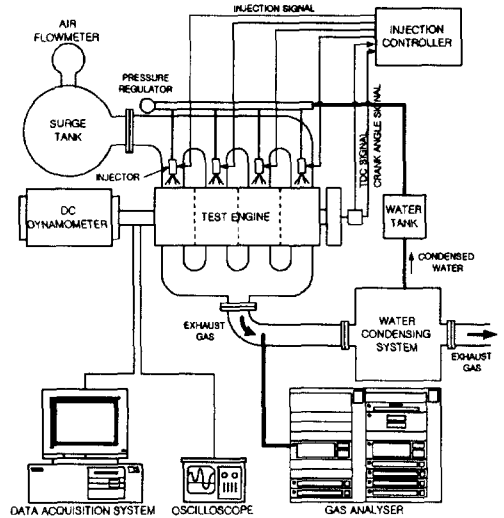 AIR
FLOWMETER
INJECTION SIGNAL
INJECTION
CONTROLLER
PRESSURE
REGULATOR
SURGE
TANK
INJECTOR
TDC SIGNAL
CRANK ANGLE SIGNAL
DC
DYNAMOMETER
TEST ENGINE
WATER
TANK
CONDENSED
WATER
EXHAUST
GAS
WATER
CONDENSING
SYSTEM
EXHAUST
GAS
DATA ACQUISITION SYSTEM
OSCILLOSCOPE
GAS ANALYSER